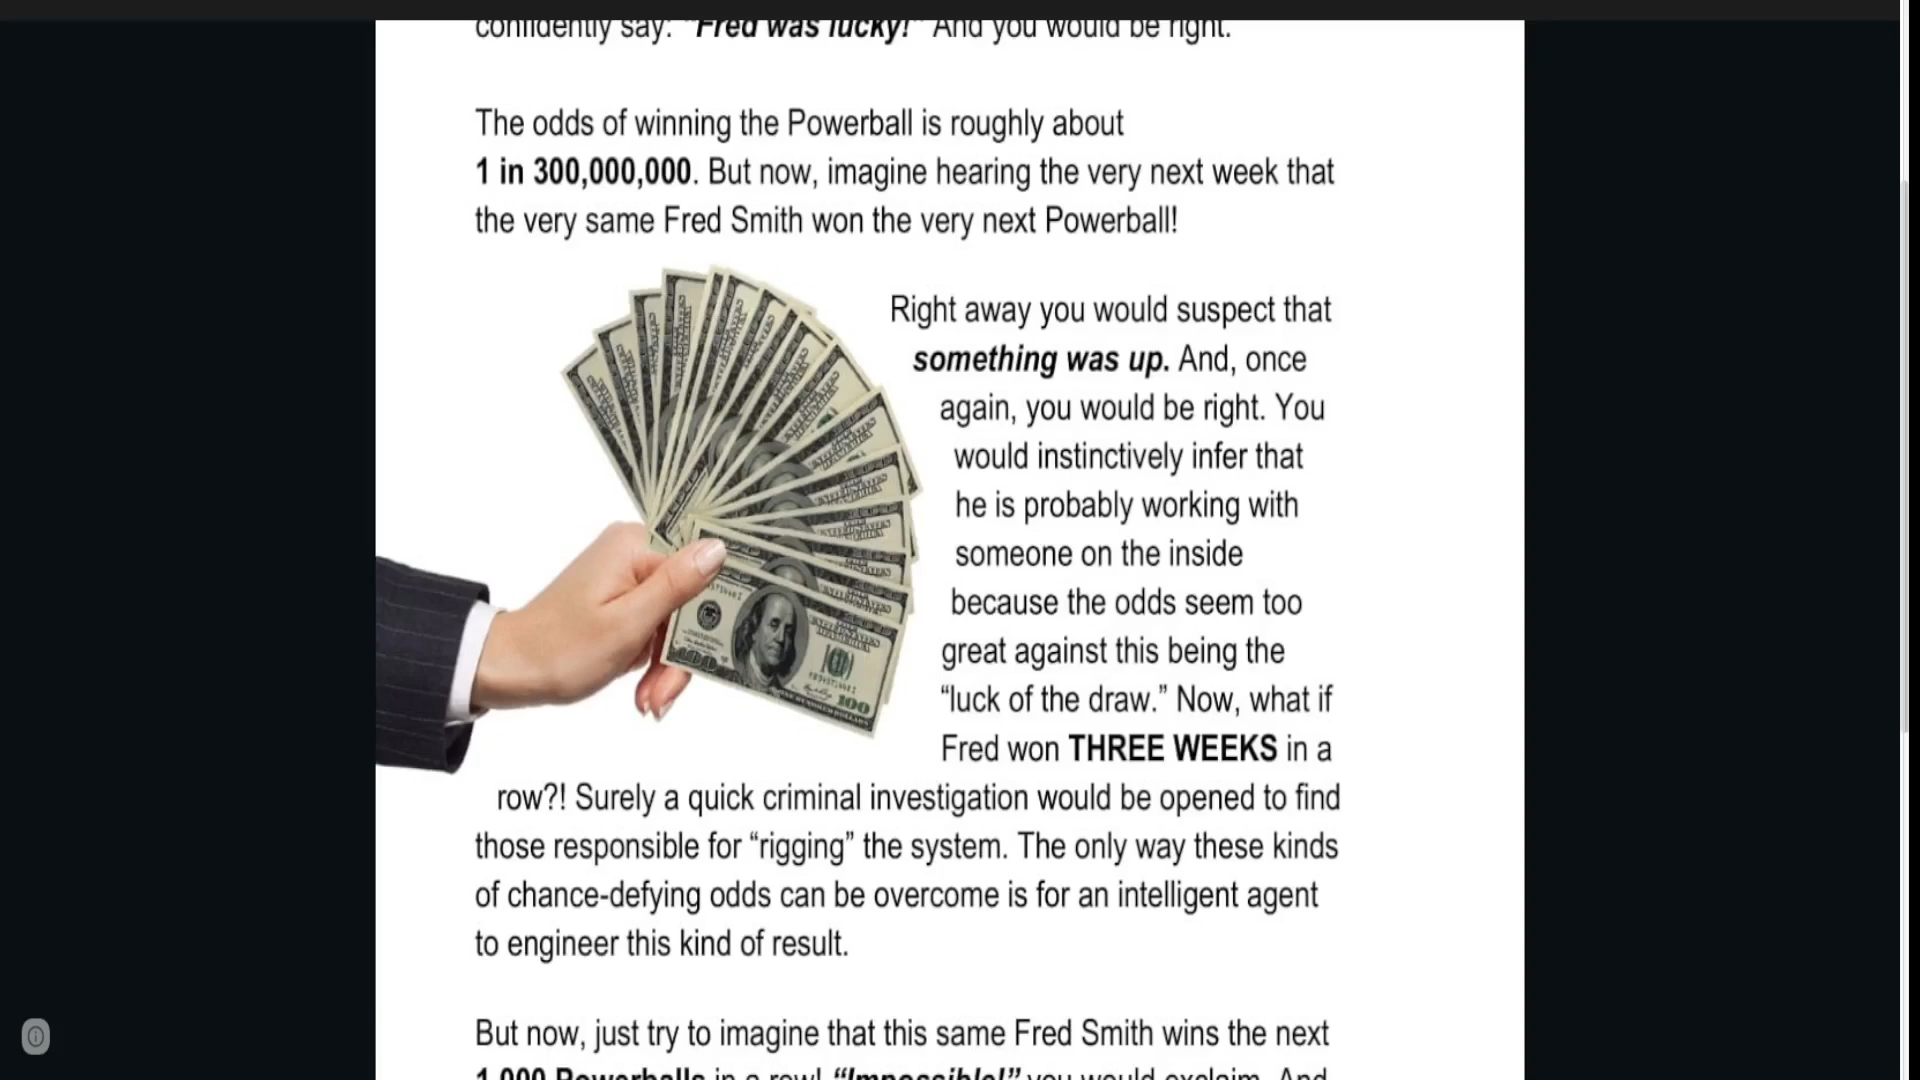 confidently say: "Fred was lucky!" And you would be right.
The odds of winning the Powerball is roughly about
1 in 300,000,000. But now, imagine hearing the very next week that
the very same Fred Smith won the very next Powerball!
Right away you would suspect that
something was up. And, once
again, you would be right. You
would instinctively infer that
he is probably working with
someone on the inside
because the odds seem too
great against this being the
“luck of the draw.” Now, what if
Fred won THREE WEEKS in a
row?! Surely a quick criminal investigation would be opened to find
those responsible for “rigging” the system. The only way these kinds
of chance-defying odds can be overcome is for an intelligent agent
to engineer this kind of result.
100
100
But now, just try to imagine that this same Fred Smith wins the next
1,000 Powerballs in a row! “Impossible!” you would exclaim. And